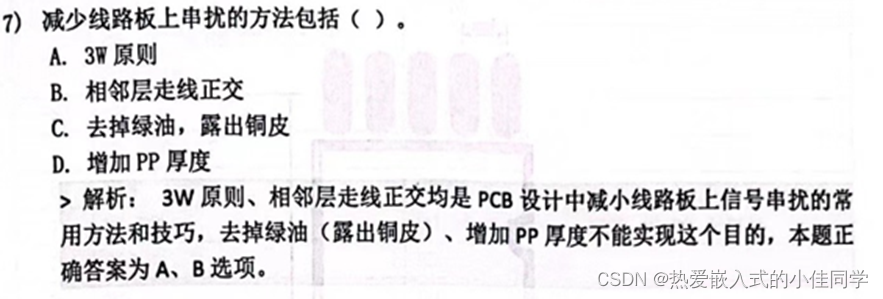 7) 减少线路板上串扰的方法包括（ ）。
A. 3W 原则
B. 相邻层走线正交
C. 去掉绿油，露出铜皮
D. 增加 PP 厚度
> 解析： 3W 原则、相邻层走线正交均是 PCB 设计中减小线路板上信号串扰的常
用方法和技巧，去掉绿油（露出铜皮）、增加 PP 厚度不能实现这个目的，本题正
确答案为 A、B 选项。
CSDN @热爱嵌入式的小佳同学